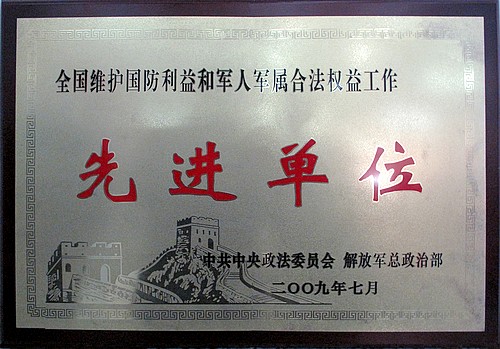 全国维护国防利益和军人军属合法权益工作
先进单位
中共中央政法委员会 解放军总政治部
二〇〇九年七月